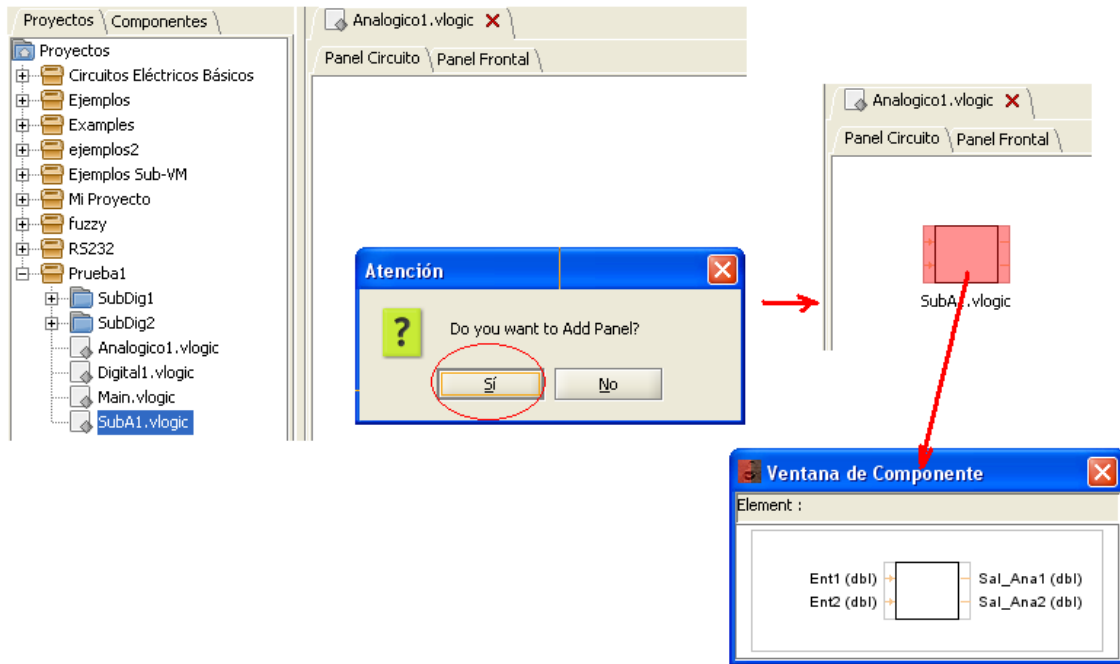 Proyectos Componentes
Proyectos
Circuitos Eléctricos Básicos
Ejemplos
Examples
ejemplos2
Ejemplos Sub-VM
Mi Proyecto
fuzzy
RS232
Prueba1
SubDig1
SubDig2
Analogico1.vlogic
Digital1.vlogic
Main.vlogic
SubA1.vlogic
Analogico1.vlogic
Panel Circuito Panel Frontal
Atención
Do you want to Add Panel?
Sí No
Analogico1.vlogic
Panel Circuito Panel Frontal
SubA1.vlogic
Ventana de Componente
Element :
Ent1 (dbl) Sal_Ana1 (dbl)
Ent2 (dbl) Sal_Ana2 (dbl)